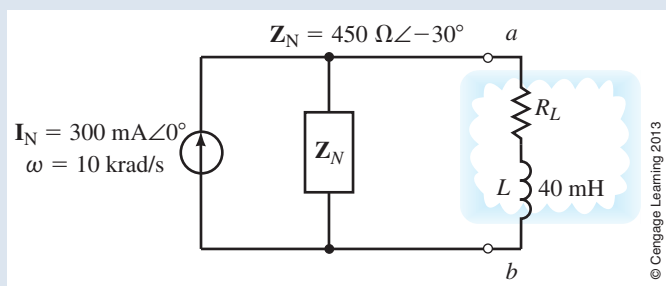 Z_N = 450 Ω∠−30°
a
R_L
I_N = 300 mA∠0°
ω = 10 krad/s
Z_N
L 40 mH
b
© Cengage Learning 2013